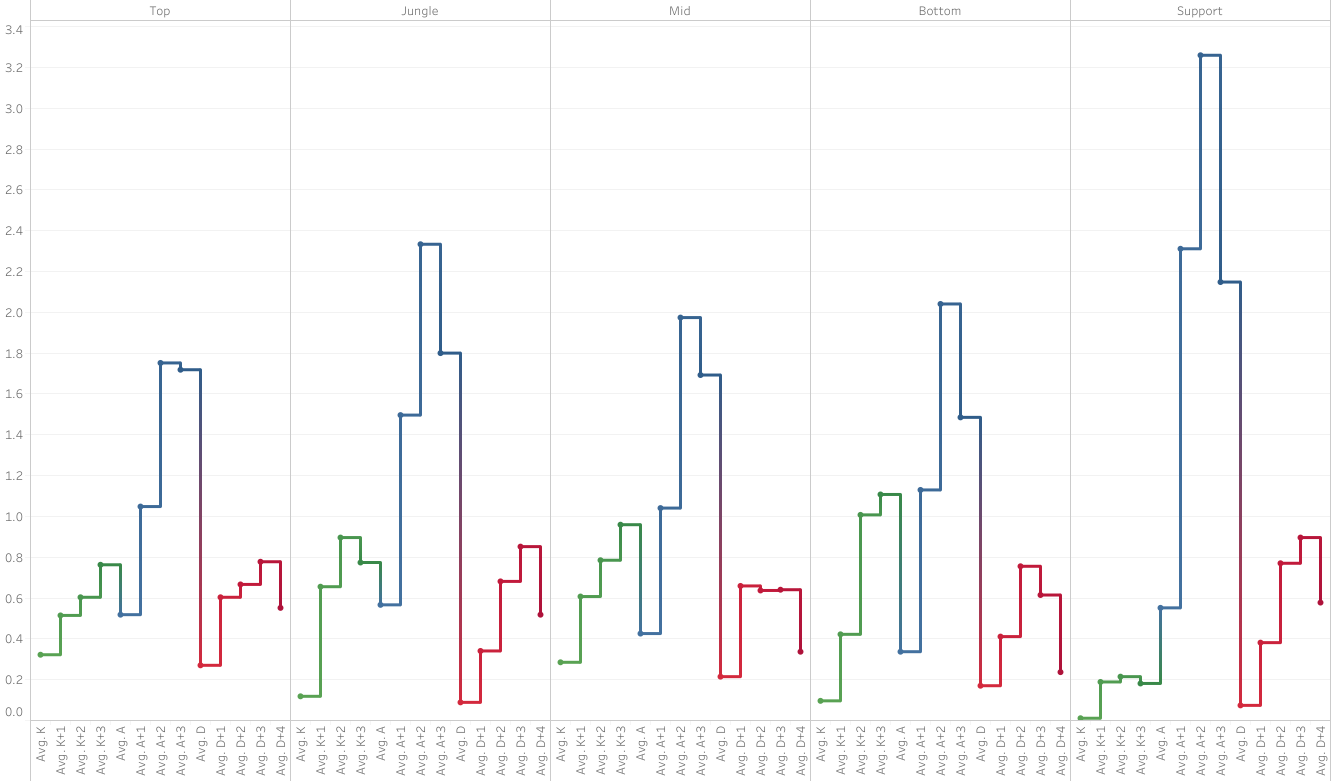 Top Jungle Mid Bottom Support
3.4
3.2
3.0
2.8
2.6
2.4
2.2
2.0
1.8
1.6
1.4
1.2
1.0
0.8
0.6
0.4
0.2
0.0
Avg. K
Avg. K+1
Avg. K+2
Avg. K+3
Avg. A
Avg. A+1
Avg. A+2
Avg. A+3
Avg. D
Avg. D+1
Avg. D+2
Avg. D+3
Avg. D+4
Avg. K
Avg. K+1
Avg. K+2
Avg. K+3
Avg. A
Avg. A+1
Avg. A+2
Avg. A+3
Avg. D
Avg. D+1
Avg. D+2
Avg. D+3
Avg. D+4
Avg. K
Avg. K+1
Avg. K+2
Avg. K+3
Avg. A
Avg. A+1
Avg. A+2
Avg. A+3
Avg. D
Avg. D+1
Avg. D+2
Avg. D+3
Avg. D+4
Avg. K
Avg. K+1
Avg. K+2
Avg. K+3
Avg. A
Avg. A+1
Avg. A+2
Avg. A+3
Avg. D
Avg. D+1
Avg. D+2
Avg. D+3
Avg. D+4
Avg. K
Avg. K+1
Avg. K+2
Avg. K+3
Avg. A
Avg. A+1
Avg. A+2
Avg. A+3
Avg. D
Avg. D+1
Avg. D+2
Avg. D+3
Avg. D+4